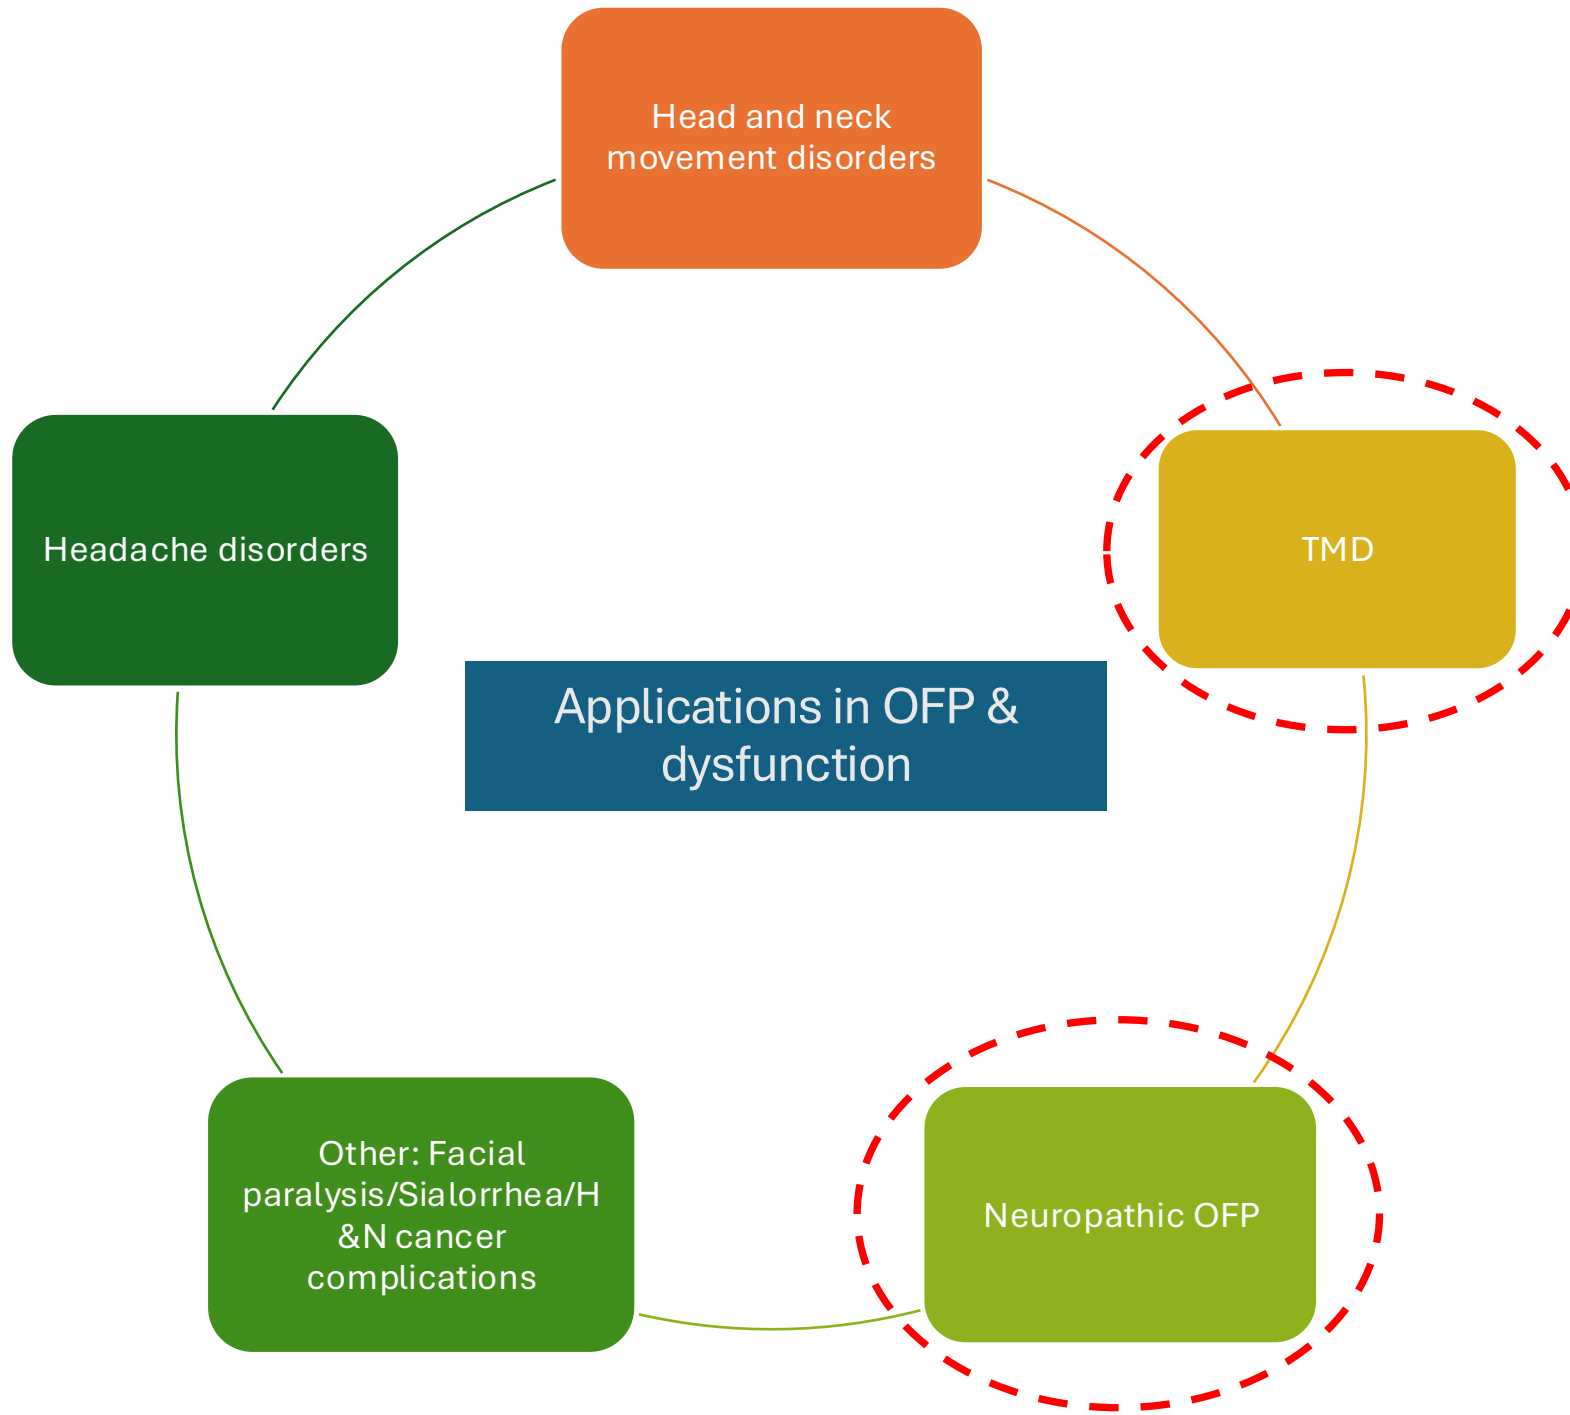 Head and neck
movement disorders
Headache disorders
TMD
Applications in OFP &
dysfunction
Other: Facial
paralysis/Sialorrhea/H
&N cancer
complications
Neuropathic OFP